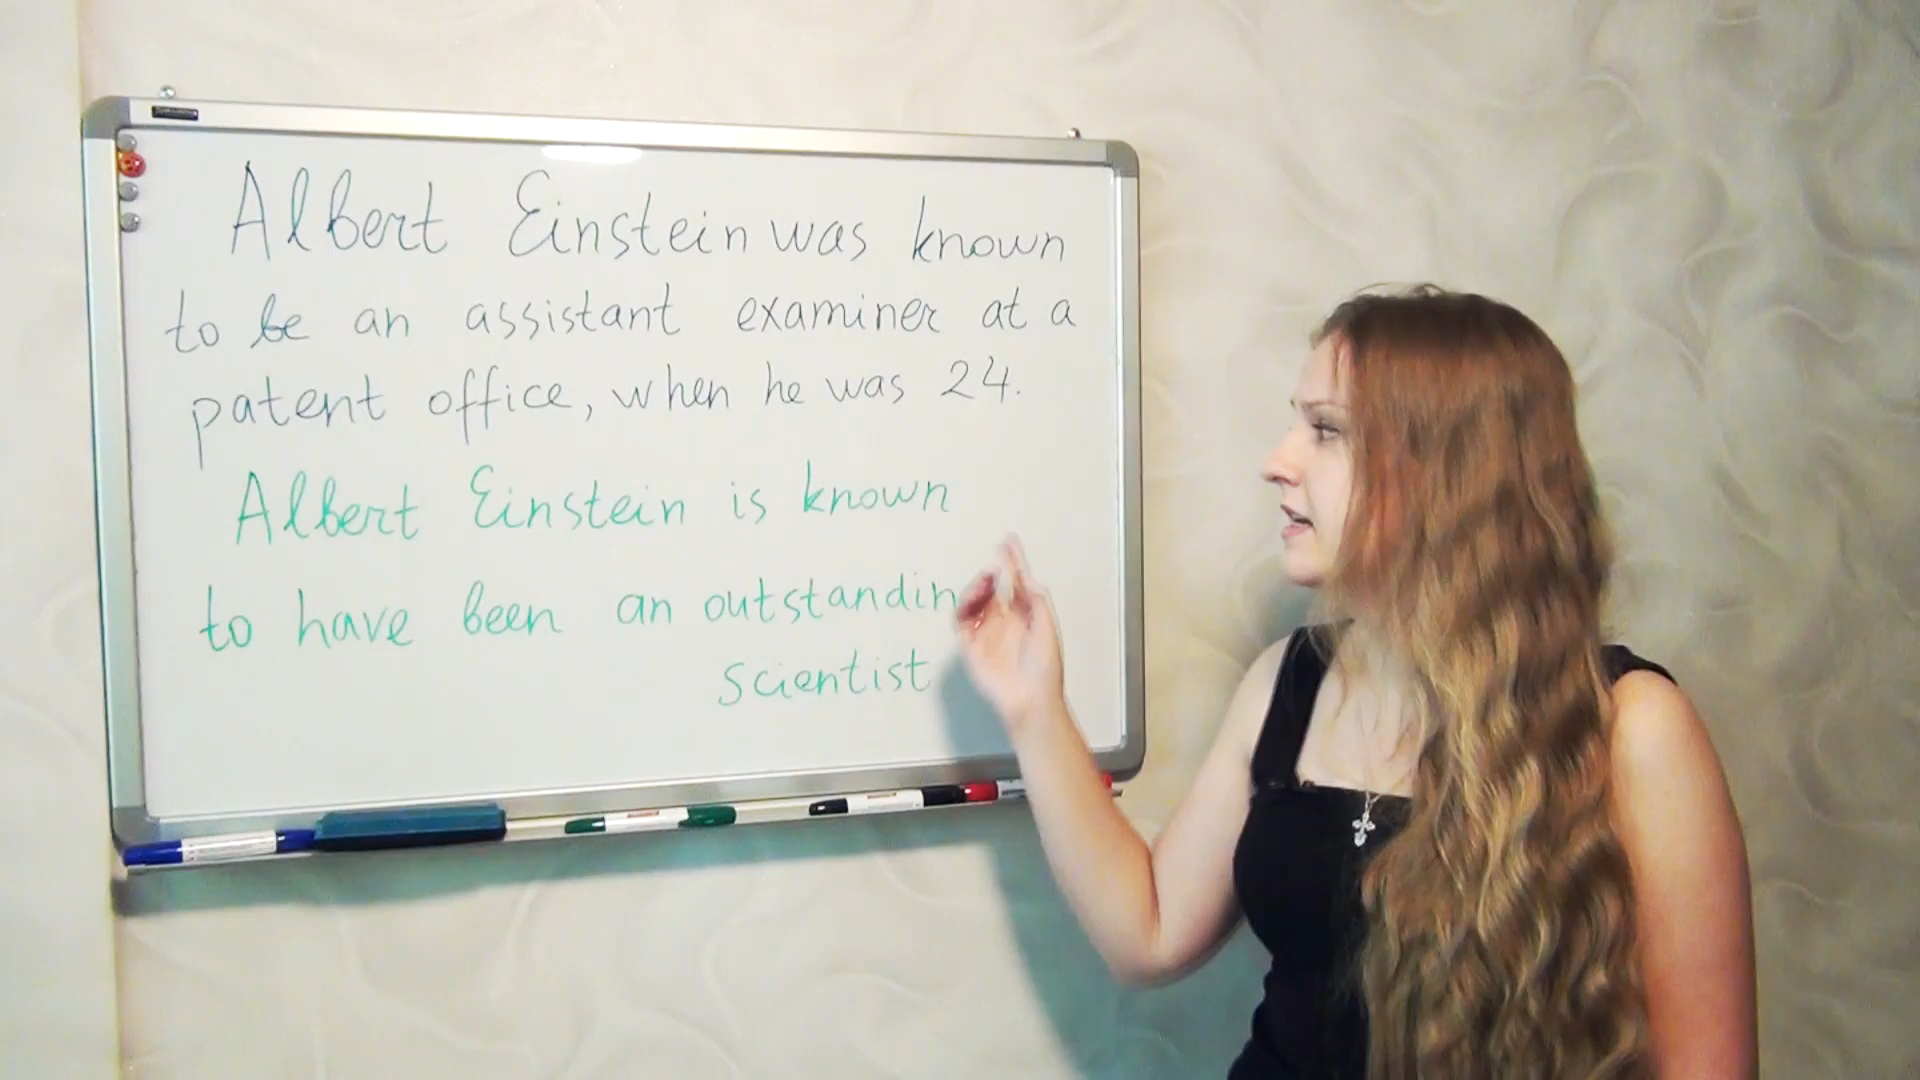 Albert Einstein was known
to be an assistant examiner at a
patent office, when he was 24.
Albert Einstein is known
to have been an outstandin
scientist